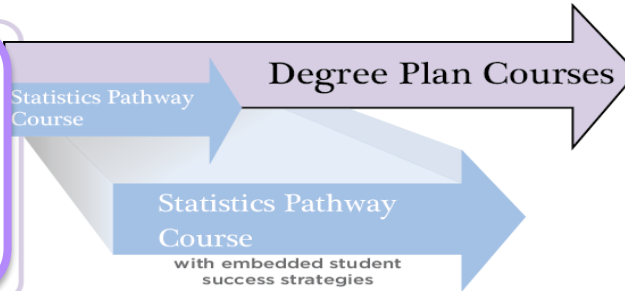 Degree Plan Courses
Statistics Pathway
Course
Statistics Pathway
Course
with embedded student
success strategies